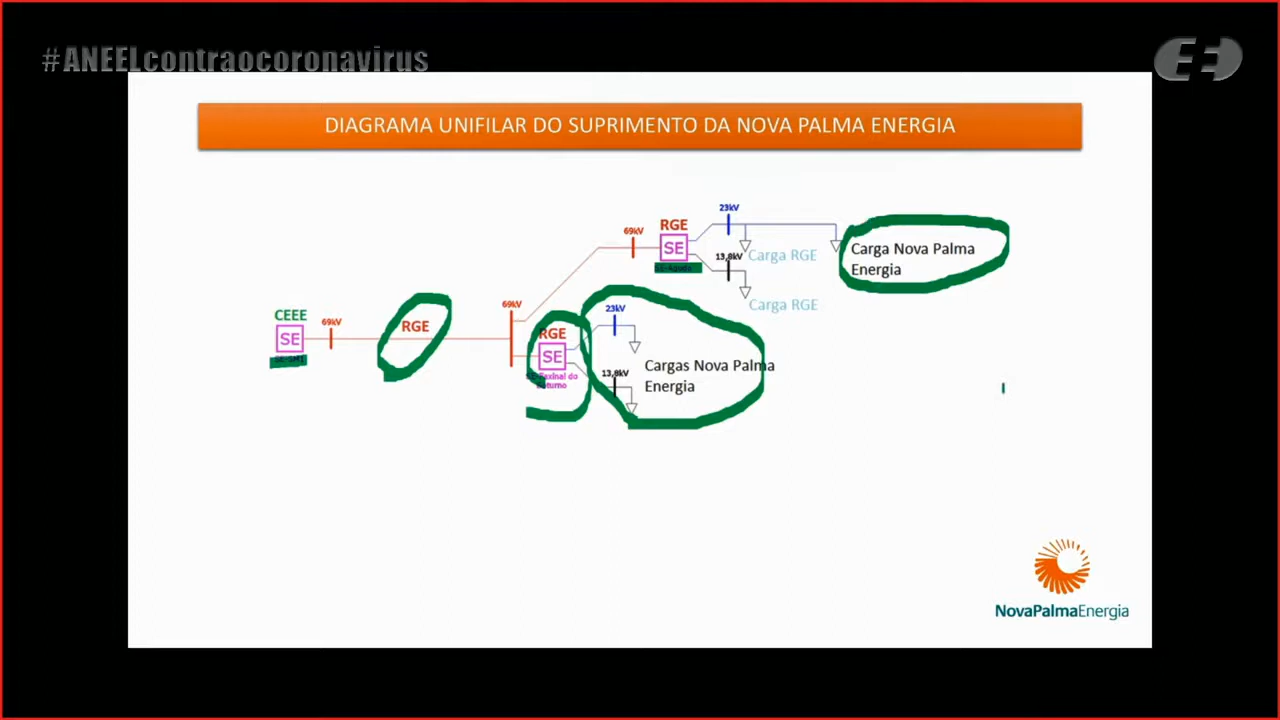 #ANEELcontraocoronavirus
DIAGRAMA UNIFILAR DO SUPRIMENTO DA NOVA PALMA ENERGIA
23kV
RGE
69kV
SE
Carga RGE
Carga Nova Palma
Energia
13,8kV
SE-Agudo
Carga RGE
69kV
CEEE
69kV
RGE
SE
RGE
SE
23kV
Cargas Nova Palma
Energia
13,8kV
NovaPalmaEnergia